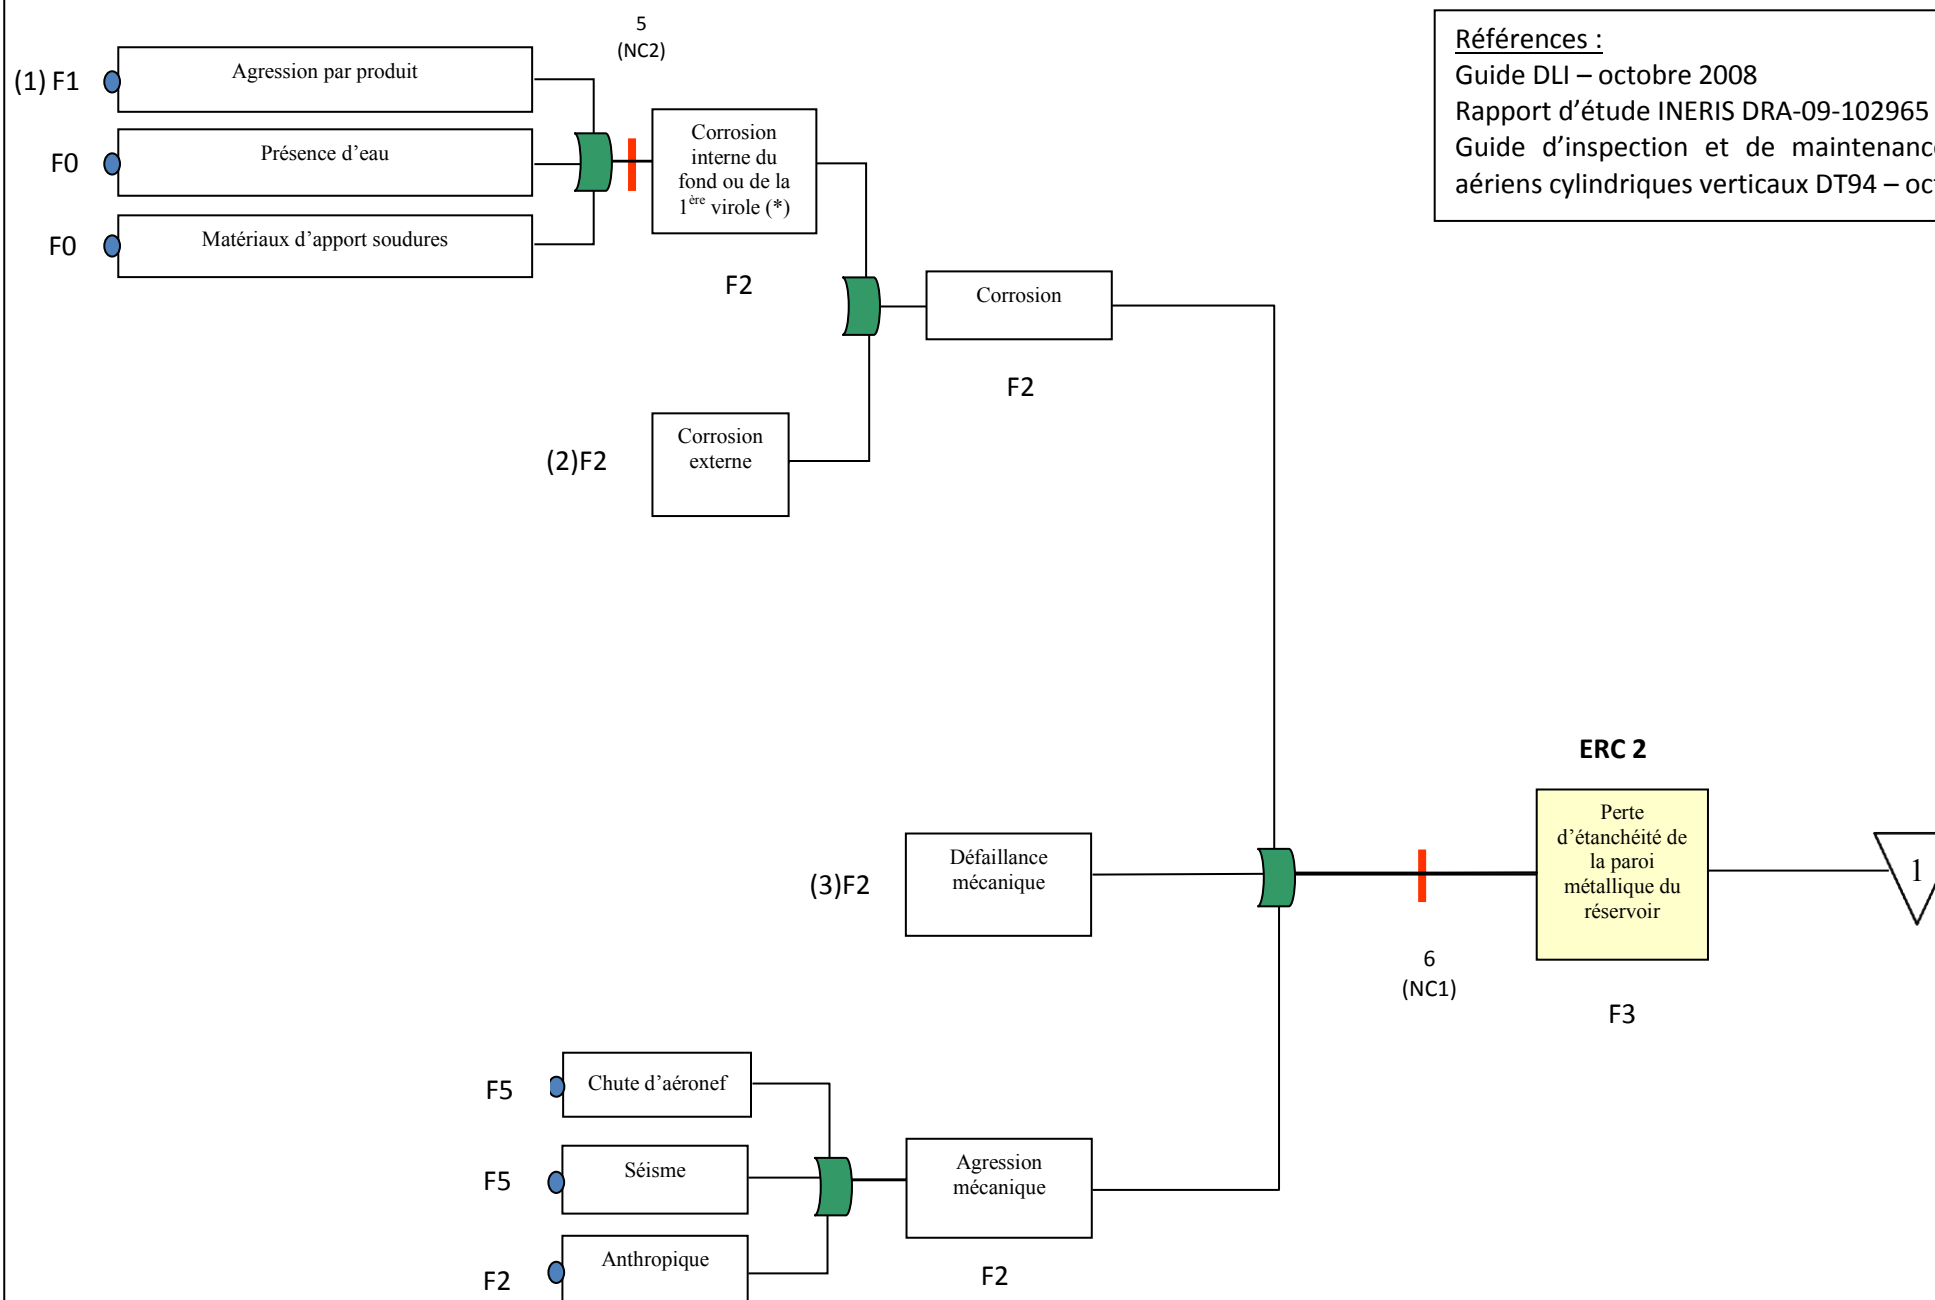 5
(NC2)
Références :
Guide DLI – octobre 2008
Rapport d'étude INERIS DRA-09-102965
Guide d'inspection et de maintenance
aériens cylindriques verticaux DT94 – oct
(1) F1
Agression par produit
F0
Présence d'eau
F0
Matériaux d'apport soudures
Corrosion
interne du
fond ou de la
1ère virole (*)
F2
Corrosion
F2
(2)F2
Corrosion
externe
ERC 2
Perte
d'étanchéité de
la paroi
métallique du
réservoir
F3
1
(3)F2
Défaillance
mécanique
6
(NC1)
F5
Chute d'aéronef
F5
Séisme
F2
Anthropique
Agression
mécanique
F2